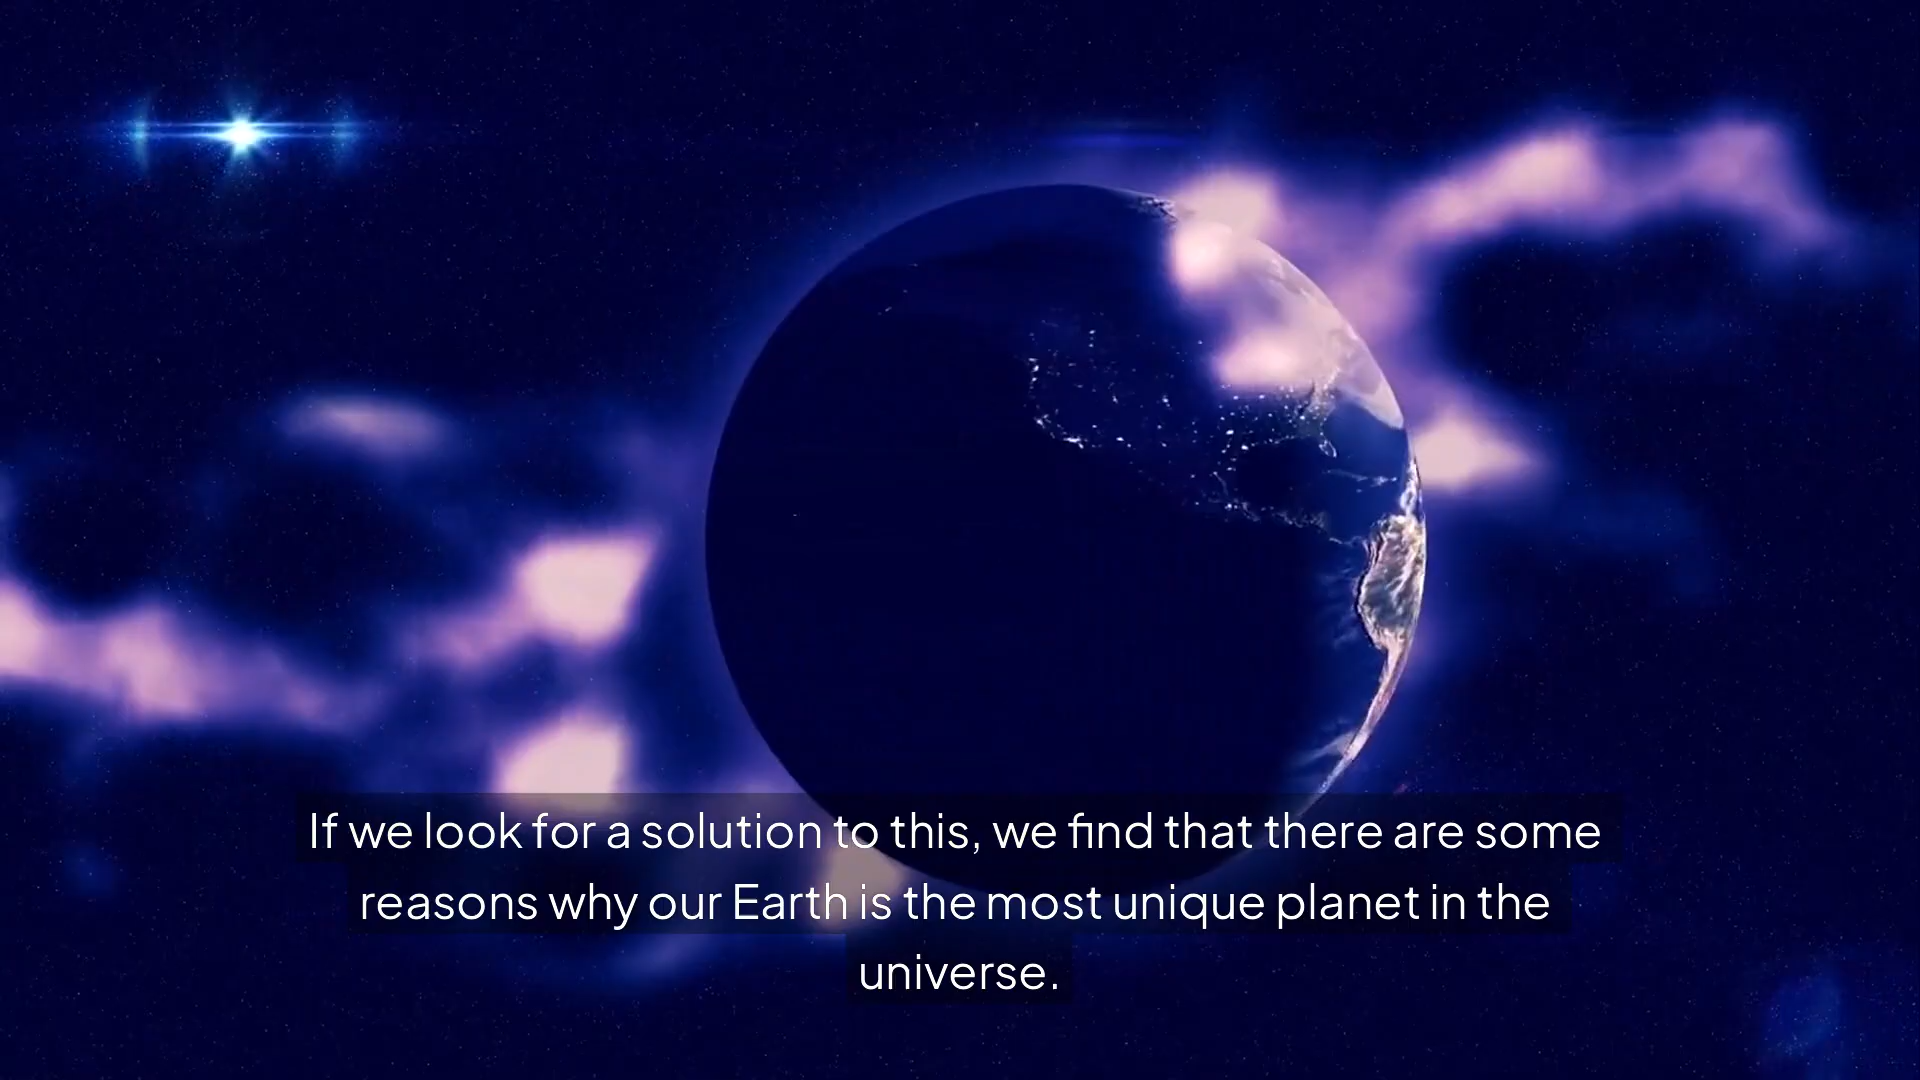 If we look for a solution to this, we find that there are some
reasons why our Earth is the most unique planet in the
universe.